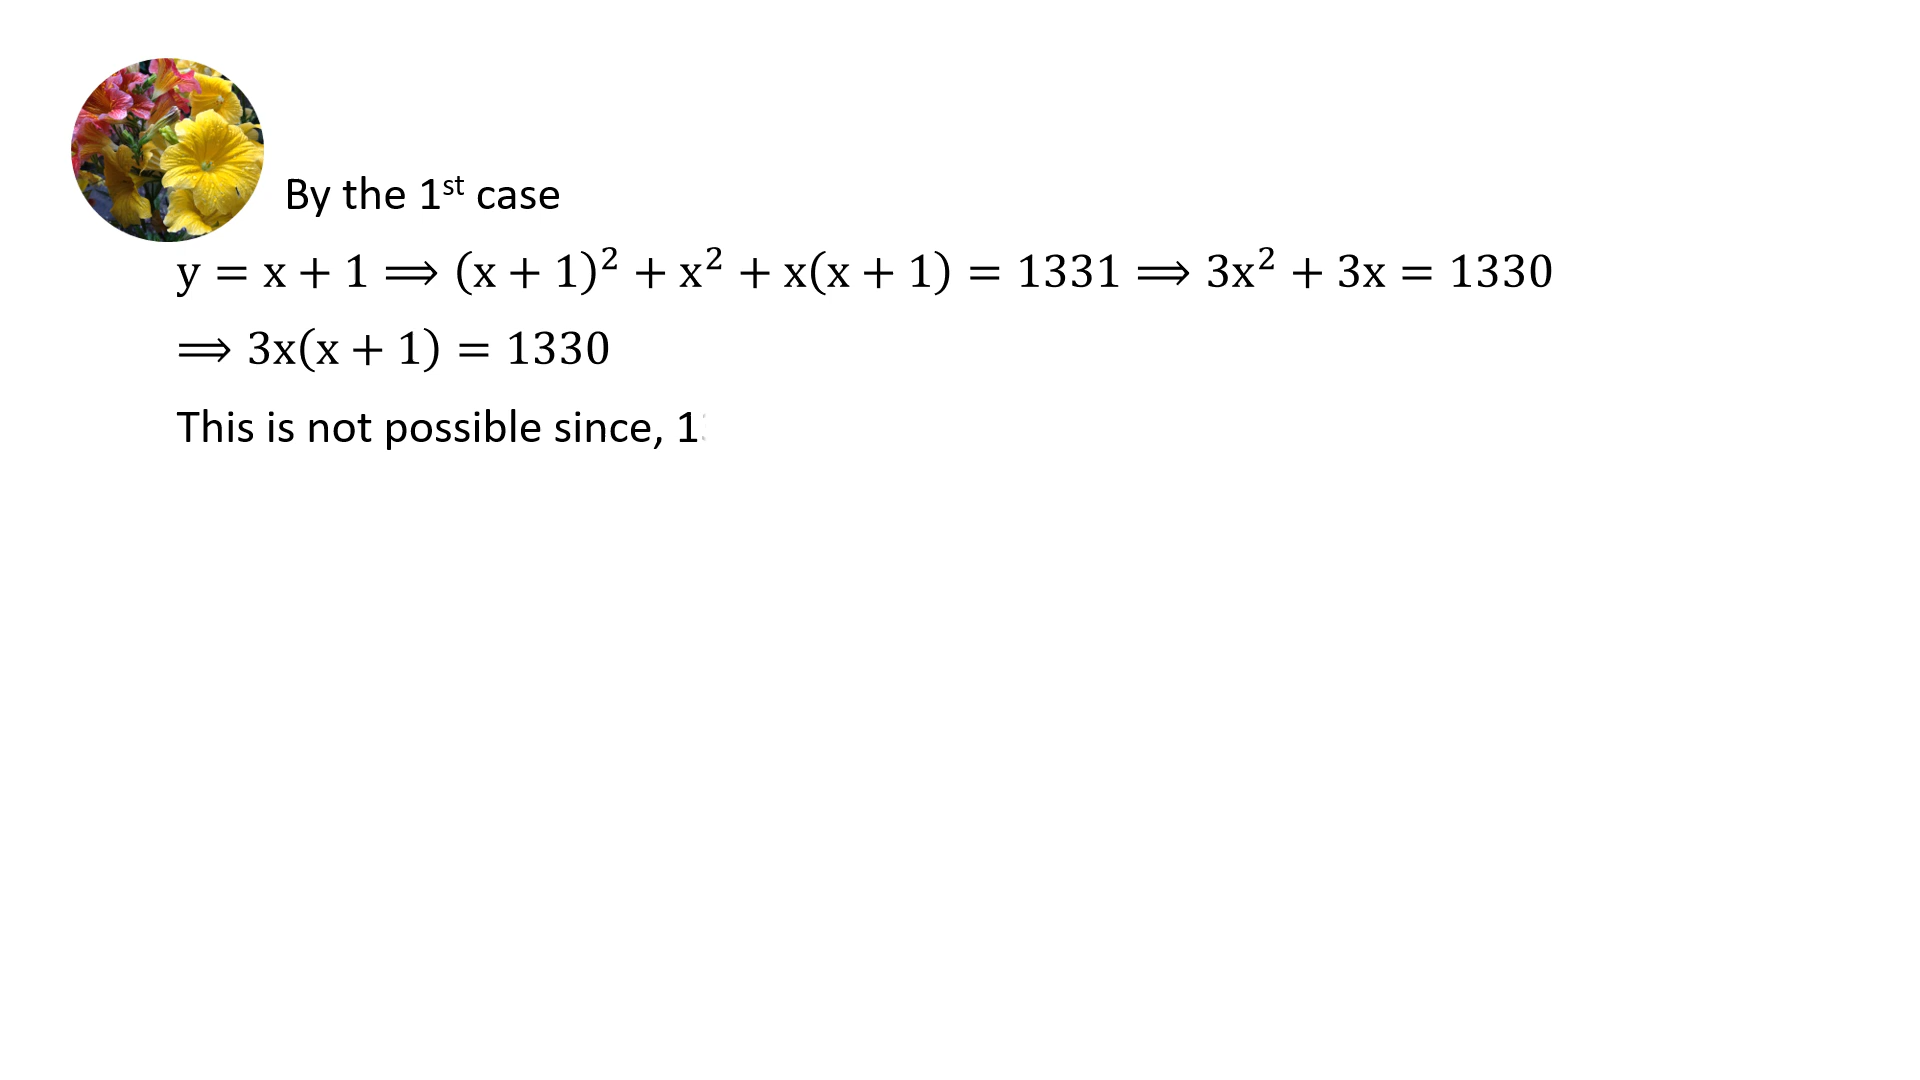 By the 1st case
y = x + 1 ⟹ (x + 1)² + x² + x(x + 1) = 1331 ⟹ 3x² + 3x = 1330
⟹ 3x(x + 1) = 1330
This is not possible since, 1